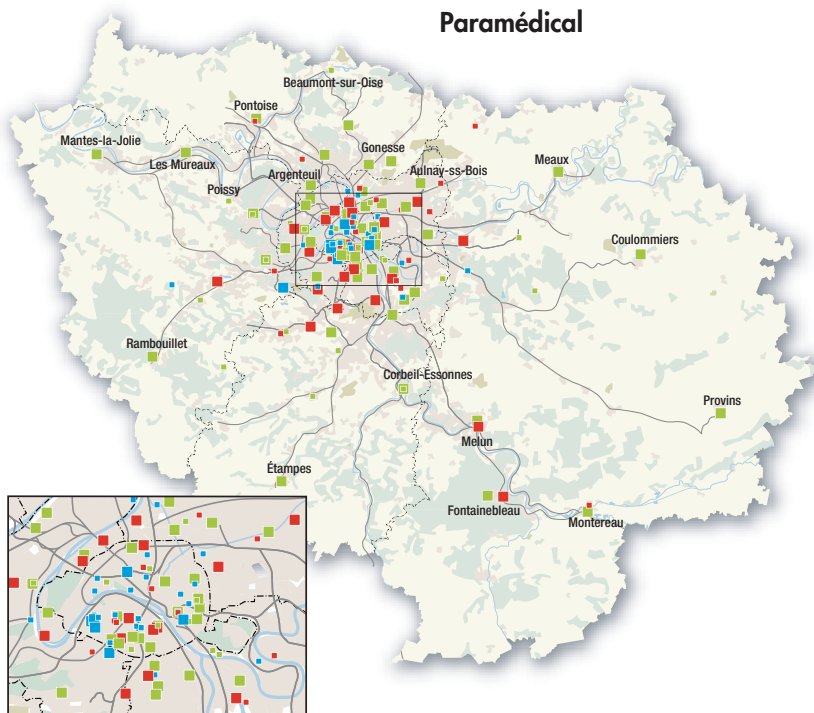 Paramédical
Beaumont-sur-Oise
Pontoise
Mantes-la-Jolie
Gonesse
Les Mureaux
Meaux
Argenteuil
Aulnay-ss-Bois
Poissy
Coulommiers
Rambouillet
Corbeil-Éssonnes
Provins
Melun
Étampes
Fontainebleau
Montereau